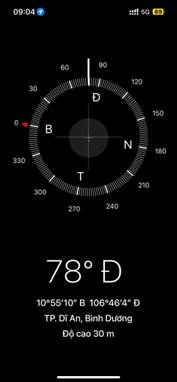 09:04
5G 89
60 90
30 120
Đ
0 150
B N
330 180
T
300 210
270 240
78° Đ
10°55'10" B 106°46'4" Đ
TP. Dĩ An, Bình Dương
Độ cao 30 m